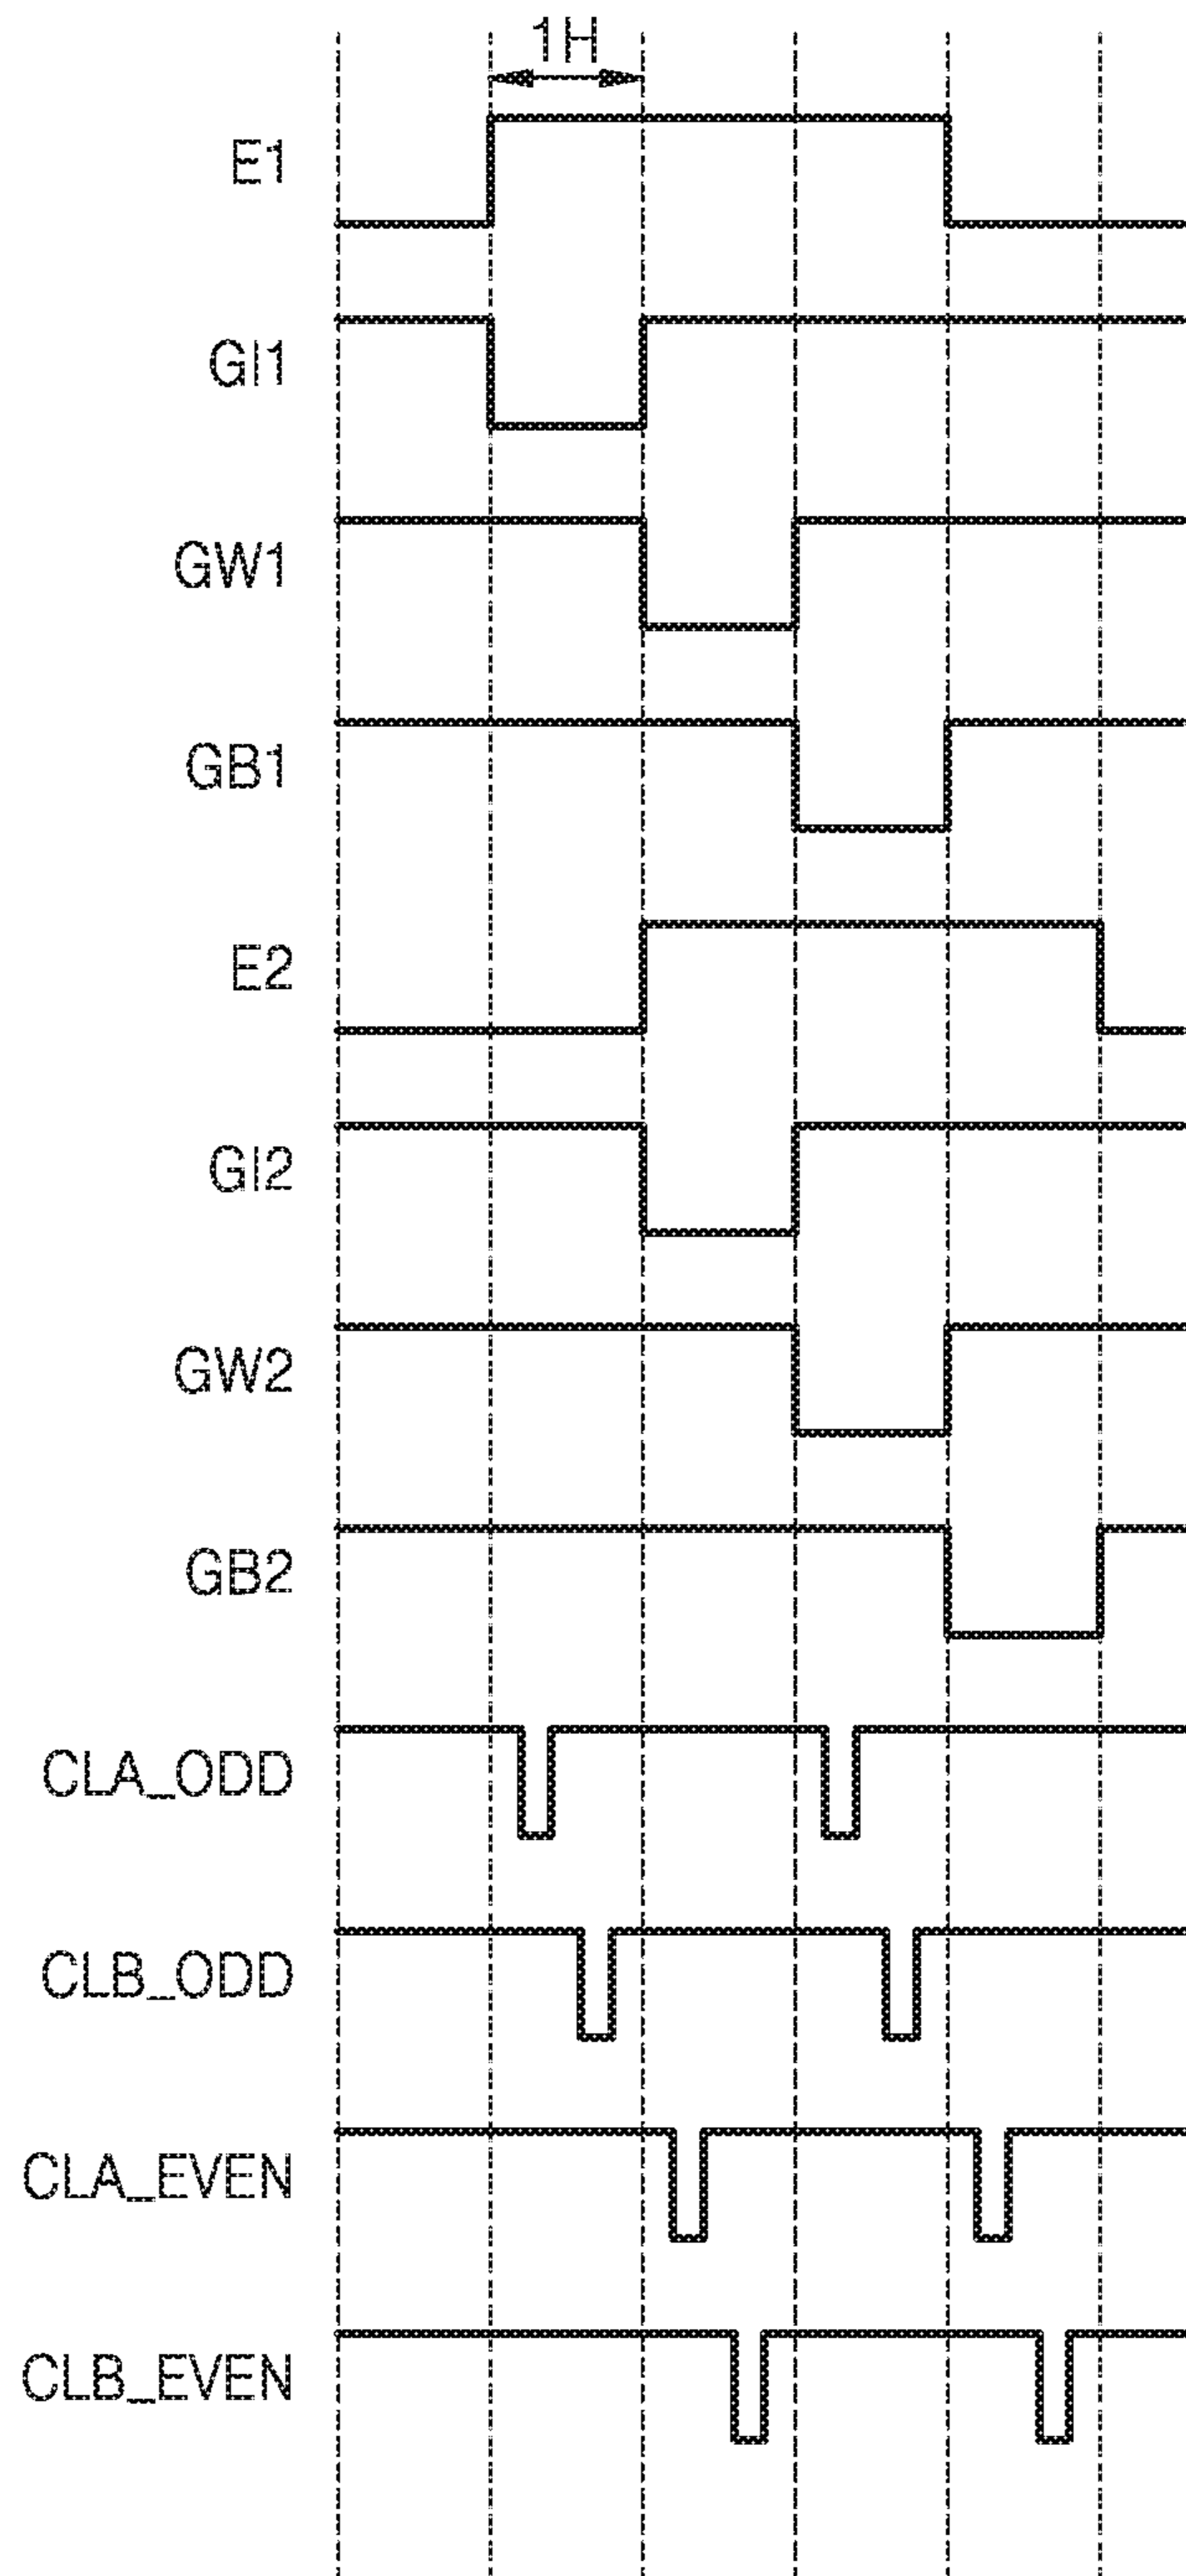 1H
E1
GI1
GW1
GB1
E2
GI2
GW2
GB2
CLA_ODD
CLB_ODD
CLA_EVEN
CLB_EVEN